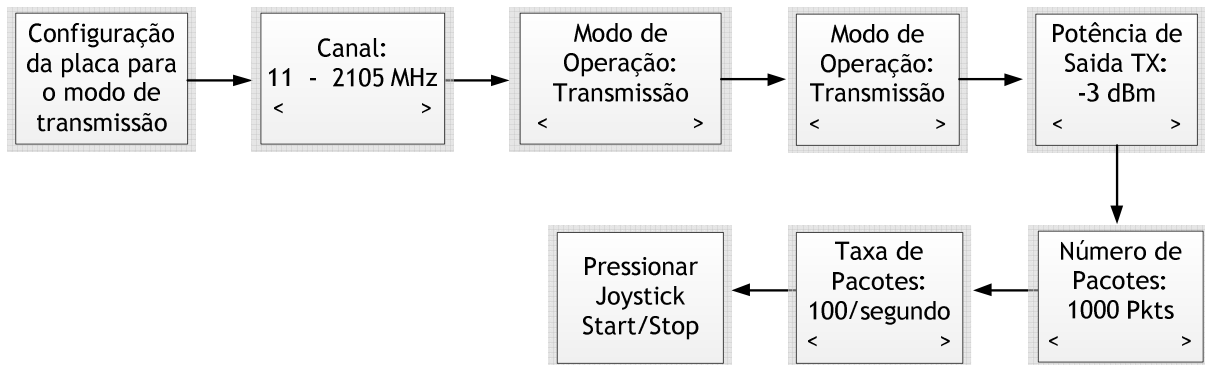 Configuração
da placa para
o modo de
transmissão
Canal:
11 - 2105 MHz
< >
Modo de
Operação:
Transmissão
< >
Modo de
Operação:
Transmissão
< >
Potência de
Saida TX:
-3 dBm
< >
Número de
Pacotes:
1000 Pkts
< >
Taxa de
Pacotes:
100/segundo
< >
Pressionar
Joystick
Start/Stop